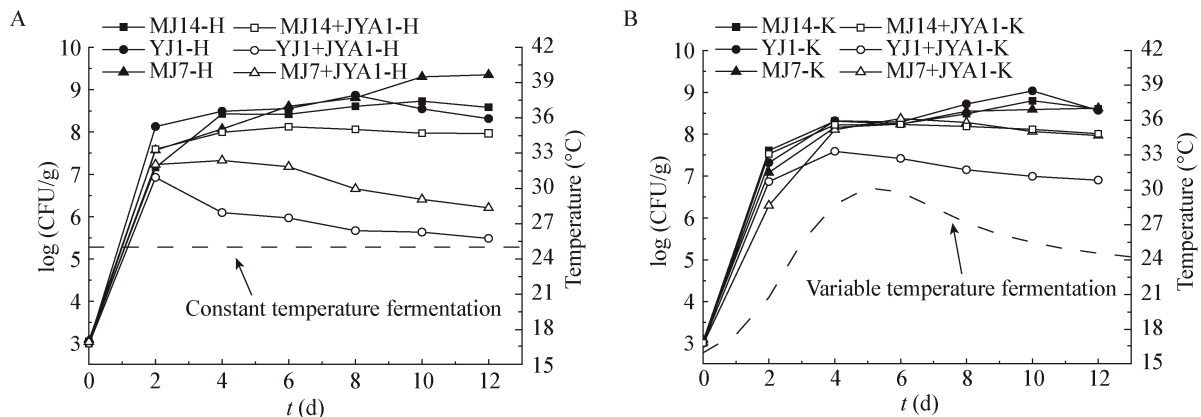 A
MJ14-H MJ14+JYA1-H
YJ1-H YJ1+JYA1-H
MJ7-H MJ7+JYA1-H
10
9
8
7
6
5
4
3
log (CFU/g)
42
39
36
33
30
27
24
21
18
15
Temperature (°C)
Constant temperature fermentation
0 2 4 6 8 10 12
t (d)
B
MJ14-K MJ14+JYA1-K
YJ1-K YJ1+JYA1-K
MJ7-K MJ7+JYA1-K
10
9
8
7
6
5
4
3
log (CFU/g)
42
39
36
33
30
27
24
21
18
15
Temperature (°C)
Variable temperature fermentation
0 2 4 6 8 10 12
t (d)